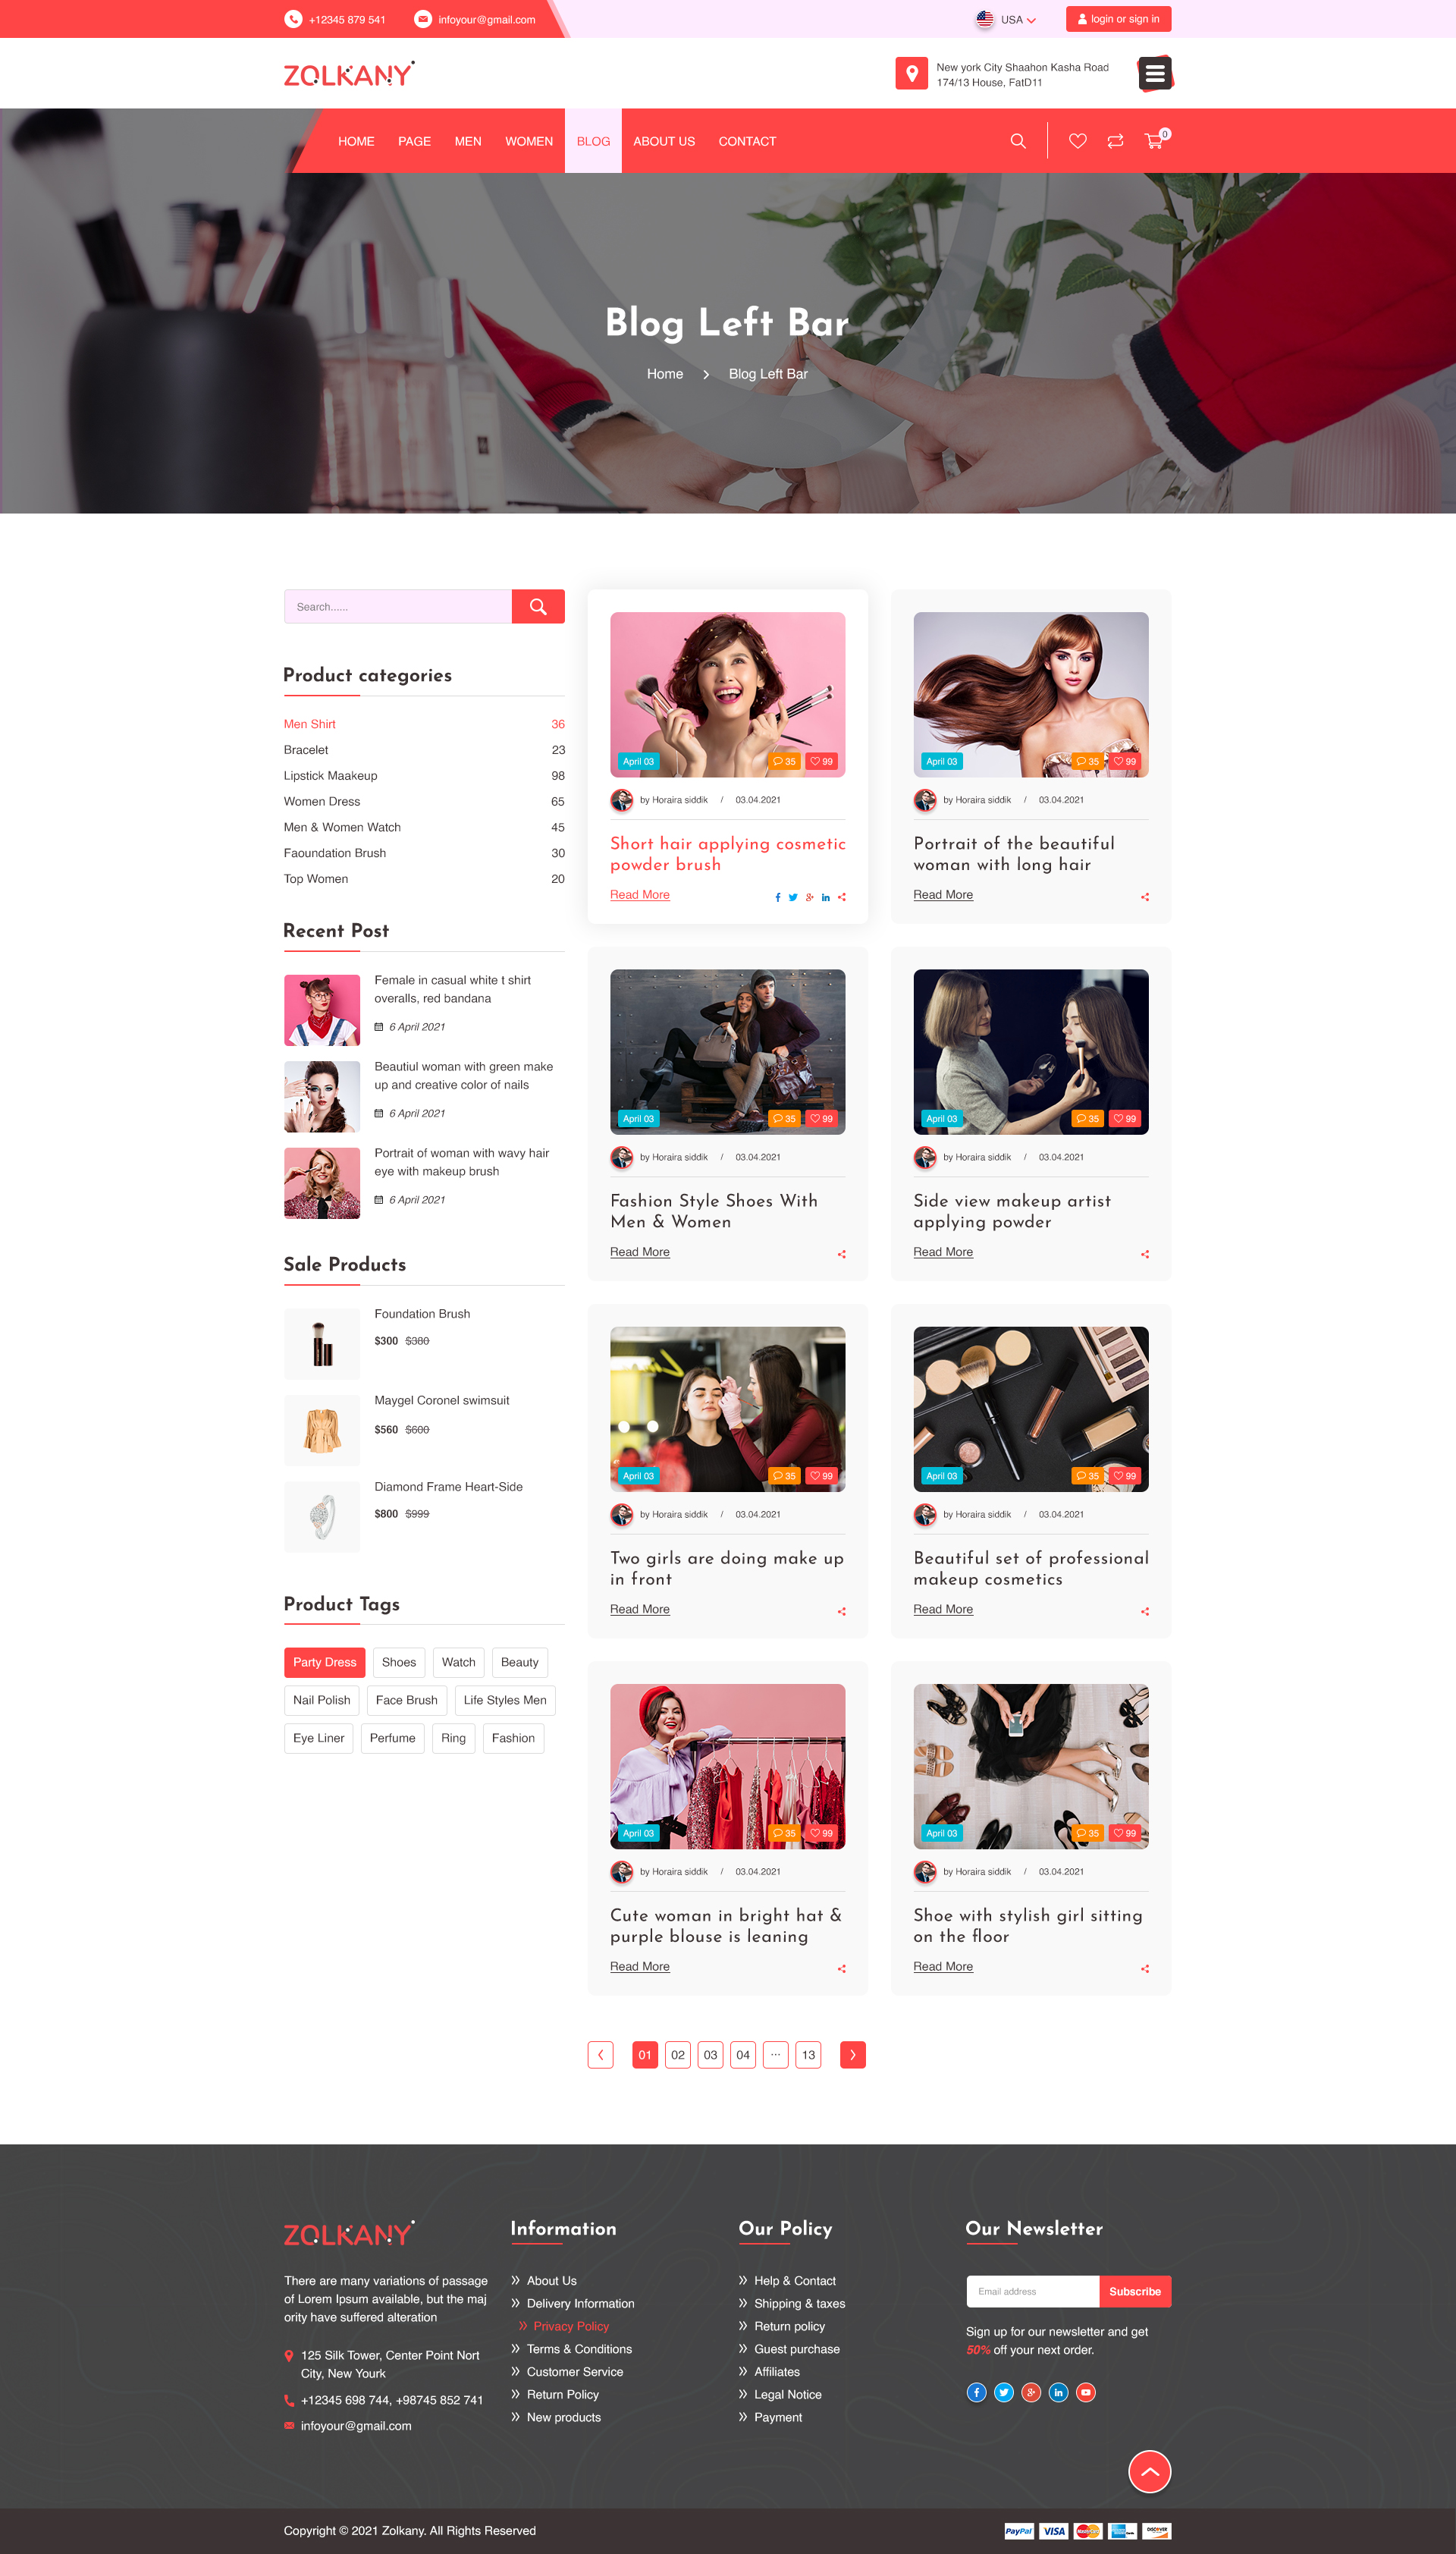 +12345 879 541
infoyour@gmail.com
USA
login or sign in
ZOLKANY
New york City Shaahon Kasha Road
174/13 House, FatD11
HOME PAGE MEN WOMEN BLOG ABOUT US CONTACT
0
Blog Left Bar
Home > Blog Left Bar
Search......
Product categories
Men Shirt 36
Bracelet 23
Lipstick Maakeup 98
Women Dress 65
Men & Women Watch 45
Faoundation Brush 30
Top Women 20
Recent Post
Female in casual white t shirt
overalls, red bandana
6 April 2021
Beautiul woman with green make
up and creative color of nails
6 April 2021
Portrait of woman with wavy hair
eye with makeup brush
6 April 2021
Sale Products
Foundation Brush
$300 $380
Maygel Coronel swimsuit
$560 $600
Diamond Frame Heart-Side
$800 $999
Product Tags
Party Dress Shoes Watch Beauty
Nail Polish Face Brush Life Styles Men
Eye Liner Perfume Ring Fashion
April 03 35 99
by Horaira siddik / 03.04.2021
Short hair applying cosmetic
powder brush
Read More
April 03 35 99
by Horaira siddik / 03.04.2021
Portrait of the beautiful
woman with long hair
Read More
April 03 35 99
by Horaira siddik / 03.04.2021
Fashion Style Shoes With
Men & Women
Read More
April 03 35 99
by Horaira siddik / 03.04.2021
Side view makeup artist
applying powder
Read More
April 03 35 99
by Horaira siddik / 03.04.2021
Two girls are doing make up
in front
Read More
April 03 35 99
by Horaira siddik / 03.04.2021
Beautiful set of professional
makeup cosmetics
Read More
April 03 35 99
by Horaira siddik / 03.04.2021
Cute woman in bright hat &
purple blouse is leaning
Read More
April 03 35 99
by Horaira siddik / 03.04.2021
Shoe with stylish girl sitting
on the floor
Read More
01 02 03 04 ... 13
ZOLKANY
There are many variations of passage
of Lorem Ipsum available, but the maj
ority have suffered alteration
125 Silk Tower, Center Point Nort
City, New Yourk
+12345 698 744, +98745 852 741
infoyour@gmail.com
Information
About Us
Delivery Information
Privacy Policy
Terms & Conditions
Customer Service
Return Policy
New products
Our Policy
Help & Contact
Shipping & taxes
Return policy
Guest purchase
Affiliates
Legal Notice
Payment
Our Newsletter
Email address
Subscribe
Sign up for our newsletter and get
50% off your next order.
Copyright © 2021 Zolkany. All Rights Reserved
PayPal VISA MasterCard DISCOVER